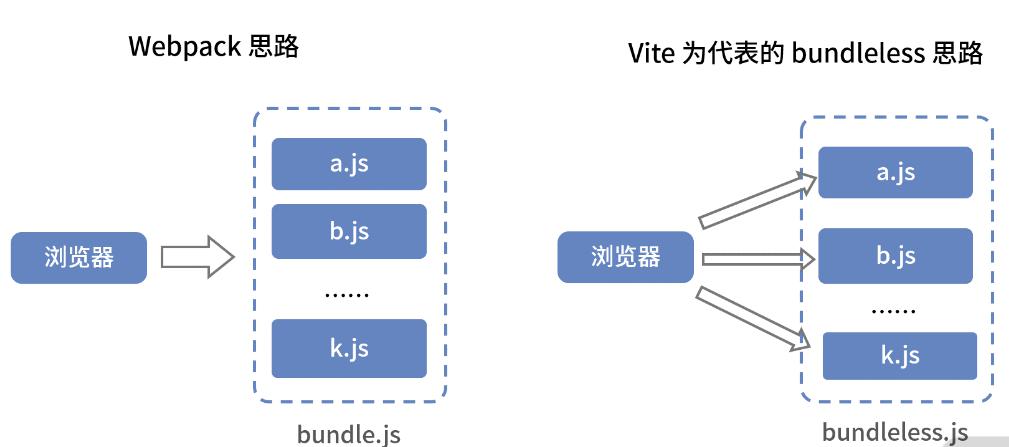 Webpack 思路
浏览器
a.js
b.js
......
k.js
bundle.js
Vite 为代表的 bundleless 思路
浏览器
a.js
b.js
......
k.js
bundleless.js